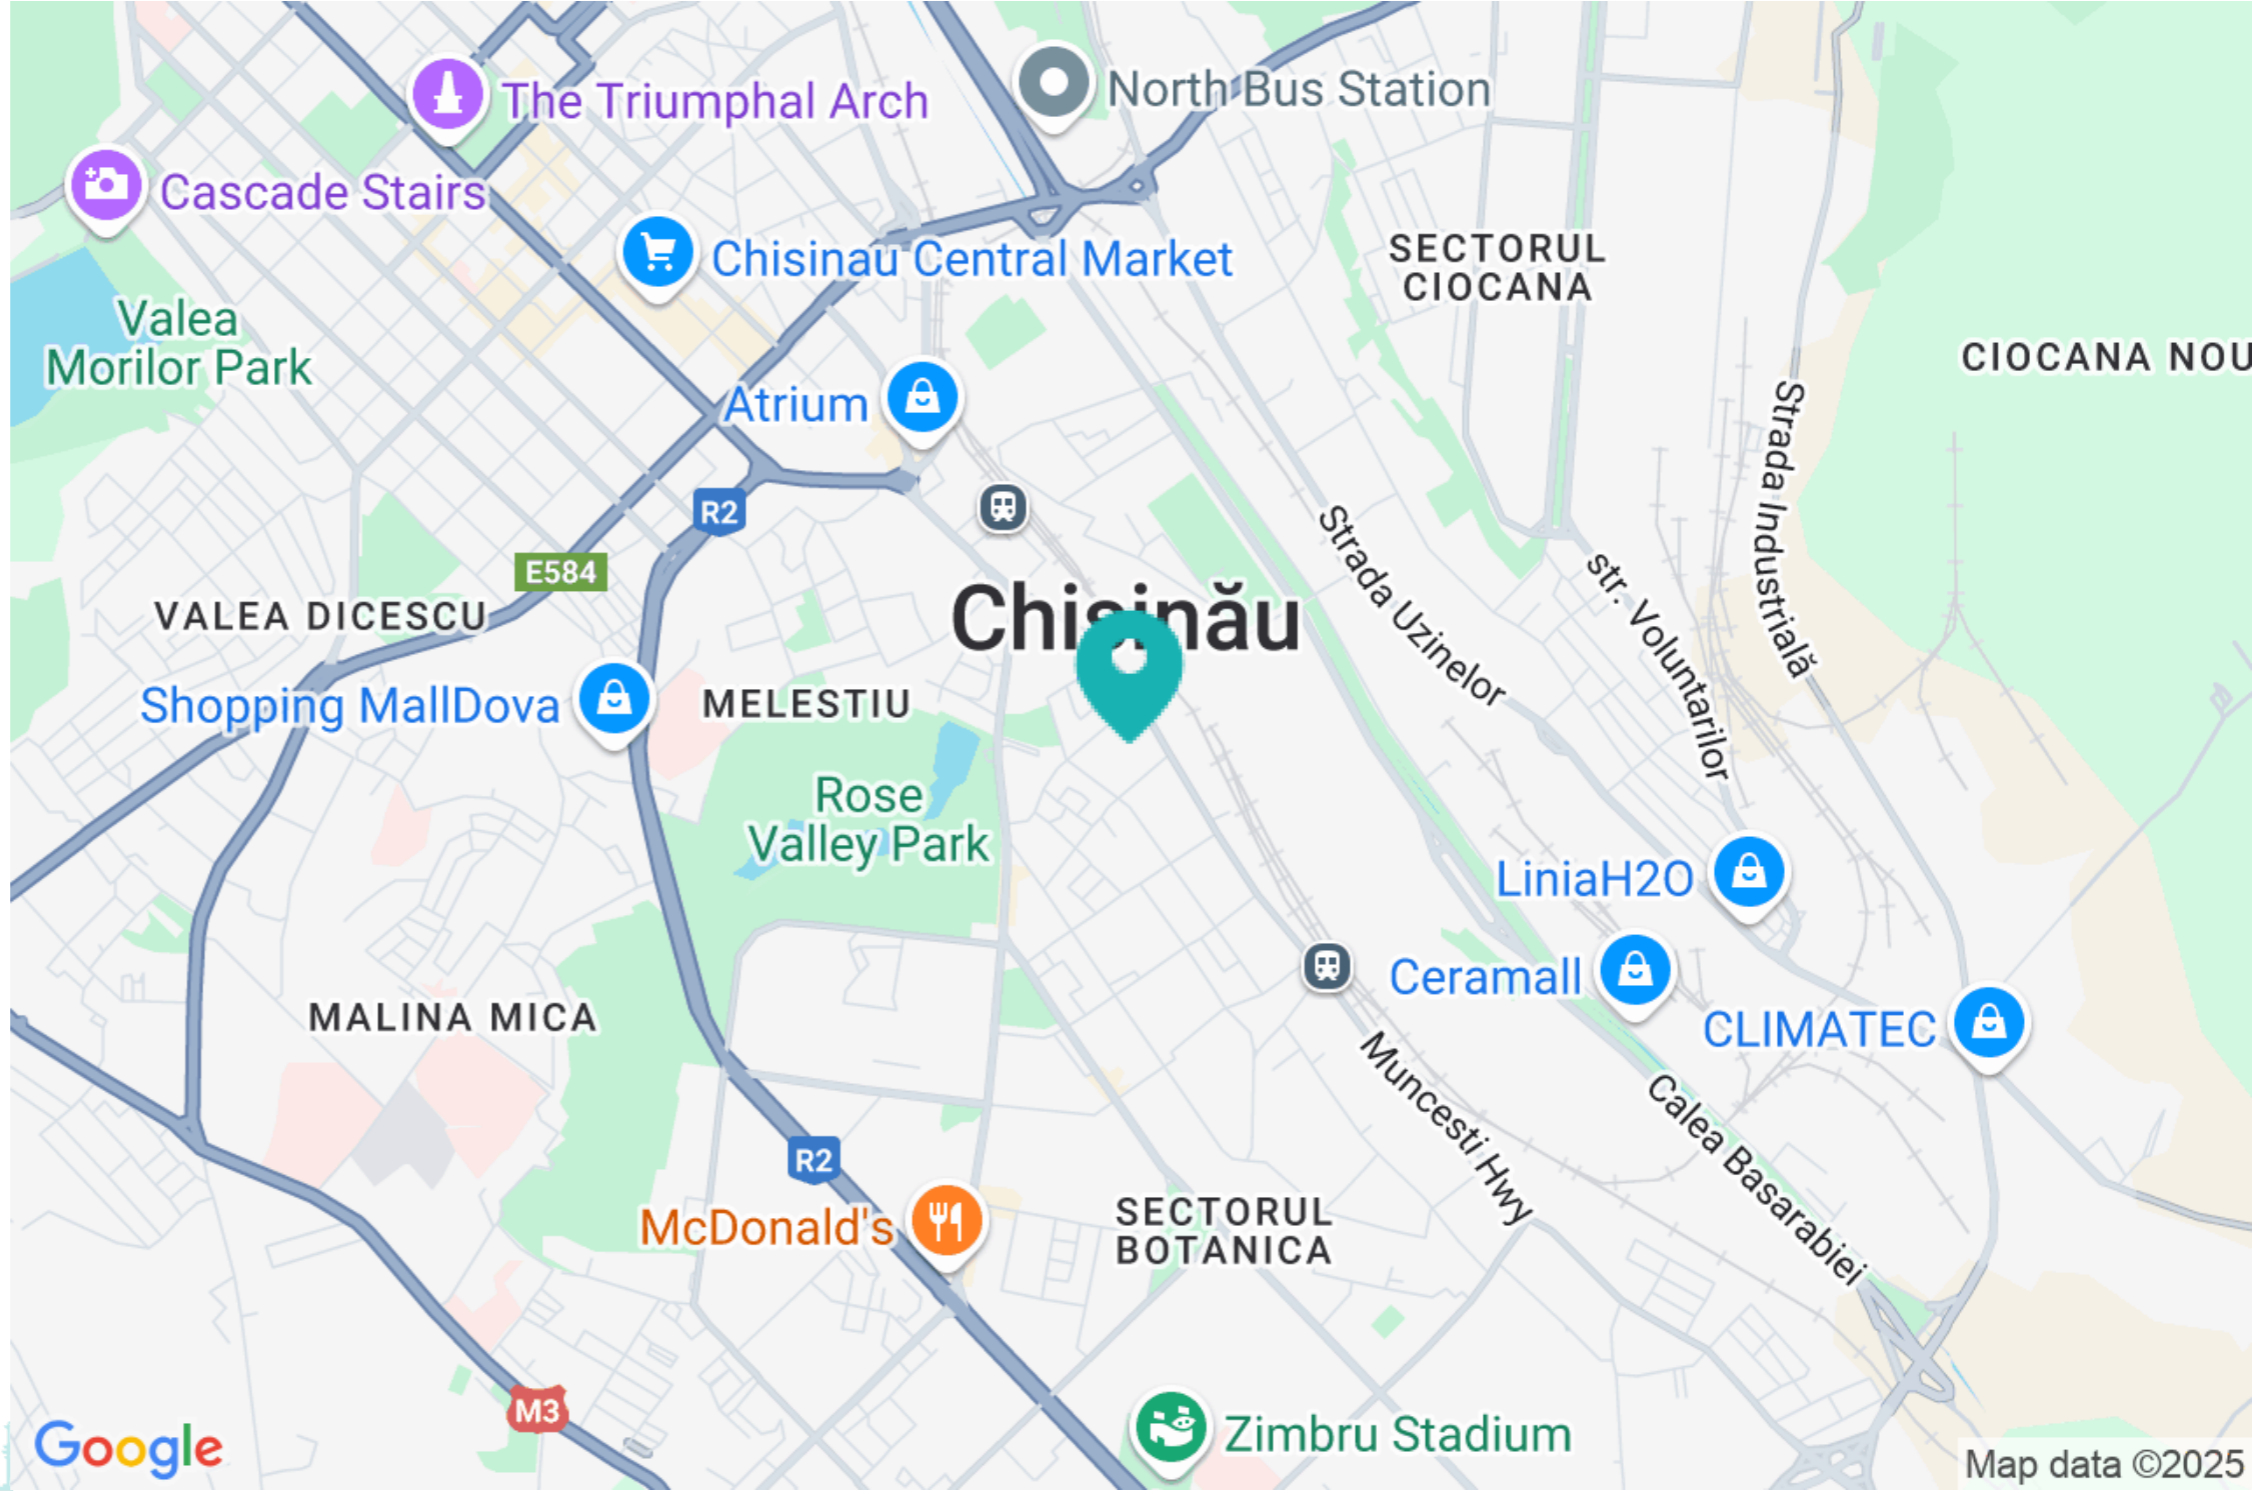 The Triumphal Arch
North Bus Station
Cascade Stairs
Chisinau Central Market
SECTORUL
CIOCANA
Valea
Morilor Park
CIOCANA NOU
Atrium
Strada Industrială
R2
Strada Uzinelor
str. Voluntarilor
E584
Chișinău
VALEA DICESCU
Shopping MallDova
MELESTIU
Rose
Valley Park
LiniaH2O
Ceramall
MALINA MICA
CLIMATEC
Muncesti Hwy
Calea Basarabiei
R2
McDonald's
SECTORUL
BOTANICA
M3
Zimbru Stadium
Google
Map data ©2025